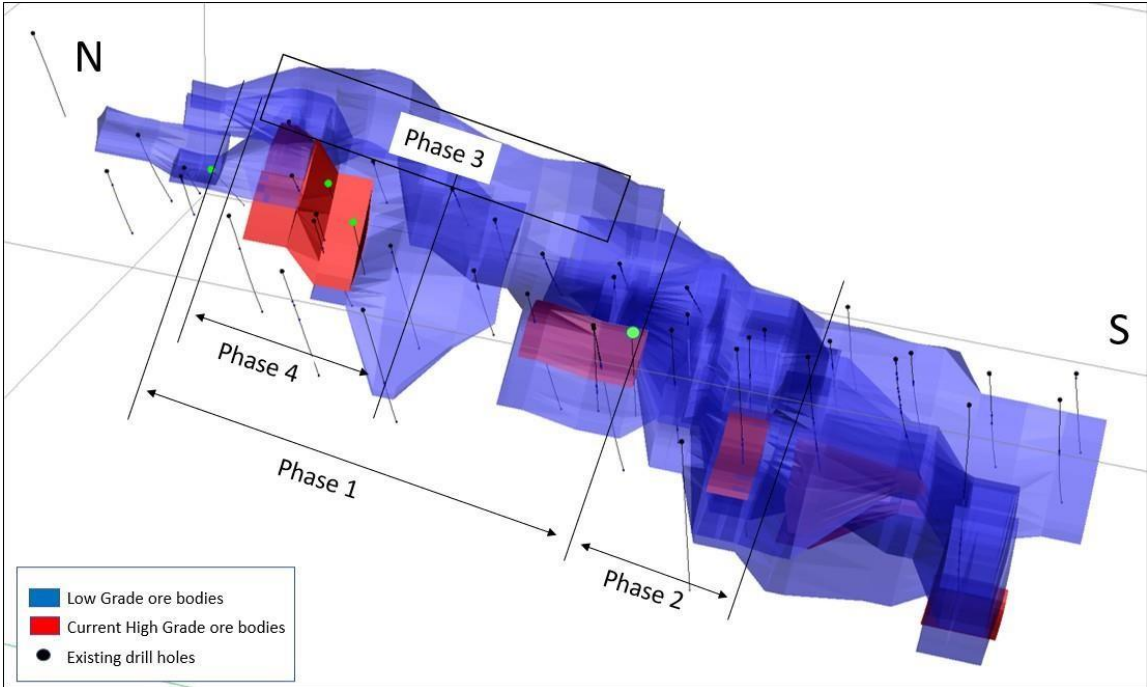 N
Phase 3
S
Phase 4
Phase 1
Phase 2
Low Grade ore bodies
Current High Grade ore bodies
Existing drill holes